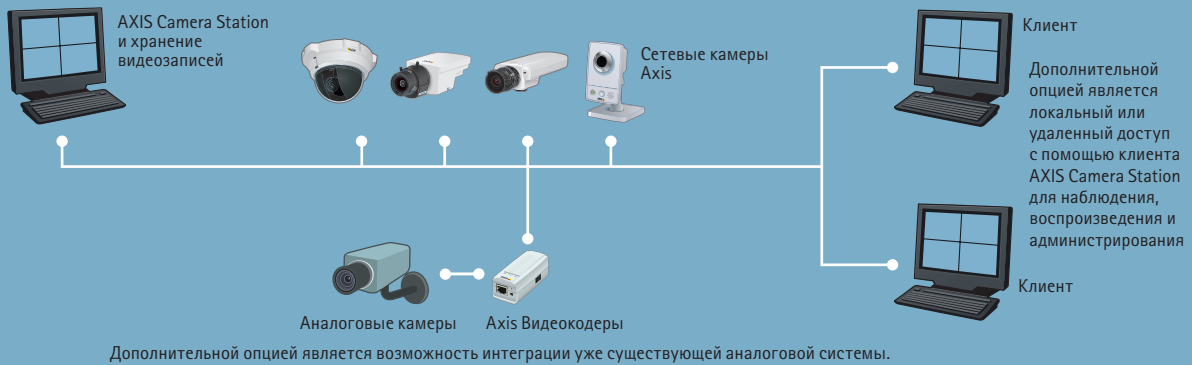 AXIS Camera Station
и хранение
видеозаписей
Сетевые камеры
Axis
Клиент
Дополнительной
опцией является
локальный или
удаленный доступ
с помощью клиента
AXIS Camera Station
для наблюдения,
воспроизведения и
администрирования
Клиент
Аналоговые камеры
Axis Видеокодеры
Дополнительной опцией является возможность интеграции уже существующей аналоговой системы.